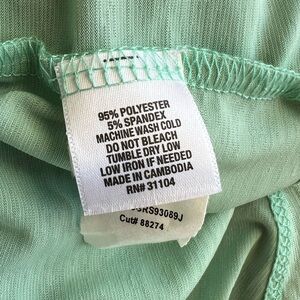 95% POLYESTER
5% SPANDEX
MACHINE WASH COLD
DO NOT BLEACH
TUMBLE DRY LOW
LOW IRON IF NEEDED
MADE IN CAMBODIA
RN# 31104
Cut# 88274